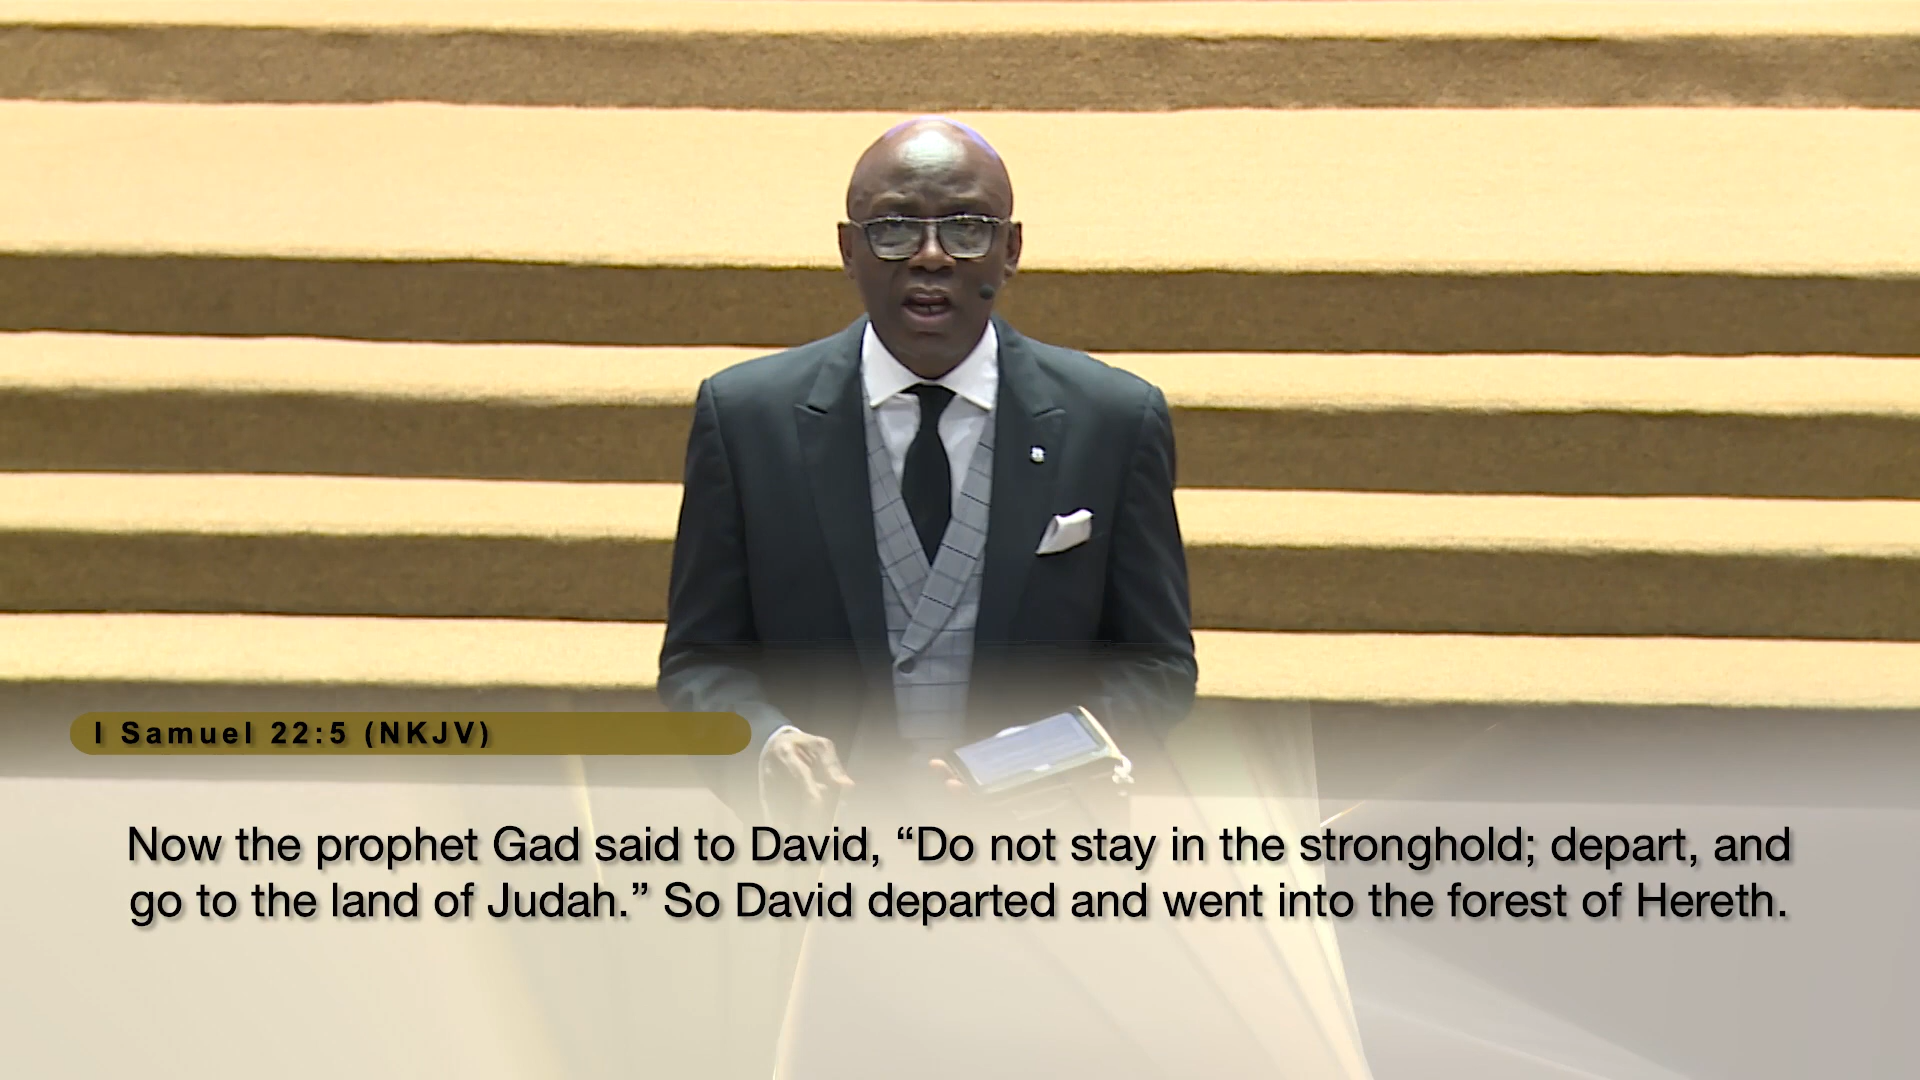 I Samuel 22:5 (NKJV)
Now the prophet Gad said to David, “Do not stay in the stronghold; depart, and
go to the land of Judah.” So David departed and went into the forest of Hereth.